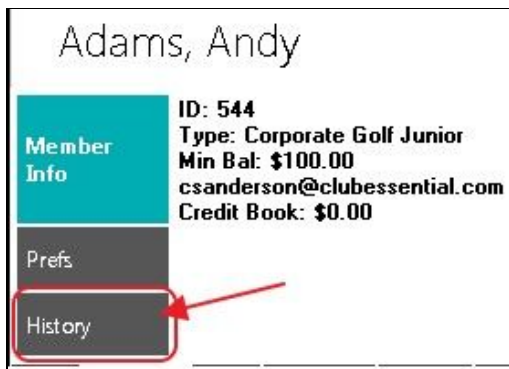 Adams, Andy
Member
Info
ID: 544
Type: Corporate Golf Junior
Min Bal: $100.00
csanderson@clubessential.com
Credit Book: $0.00
Prefs
History